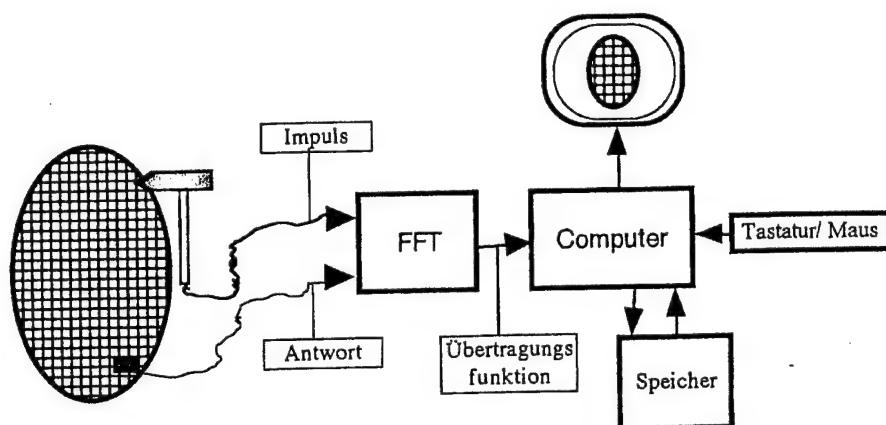 Impuls
FFT
Computer
Tastatur/ Maus
Antwort
Übertragungs
funktion
Speicher